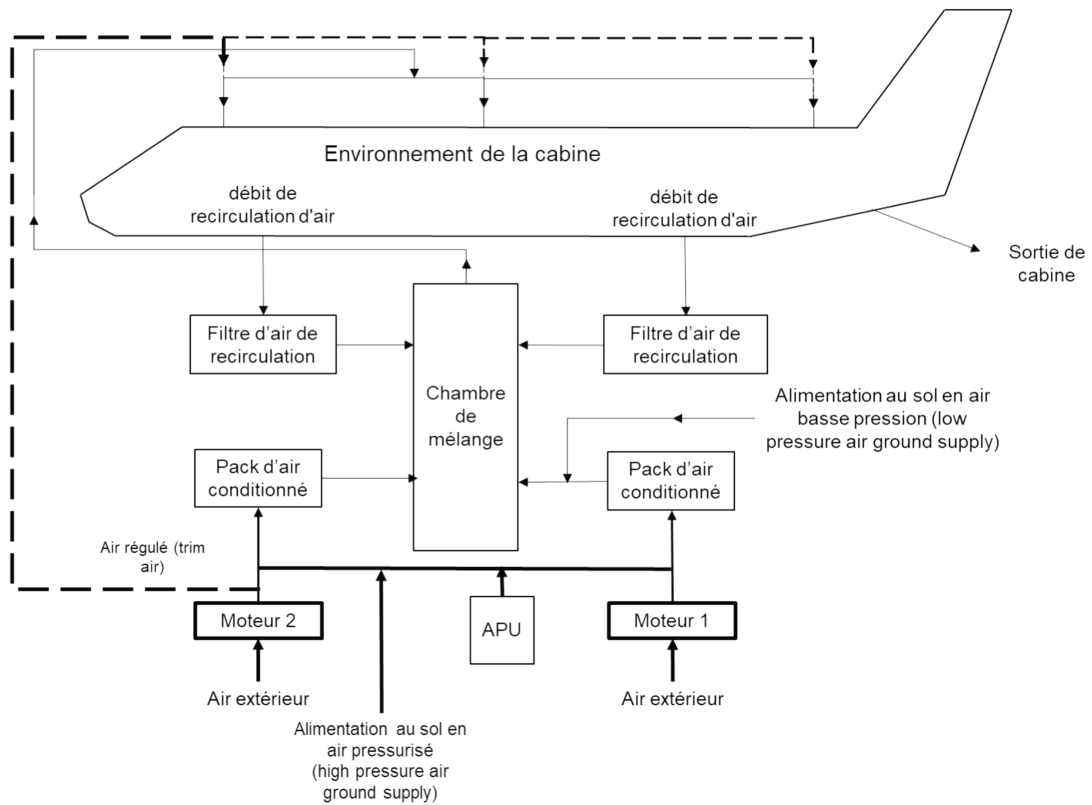 Environnement de la cabine
débit de
recirculation d'air
débit de
recirculation d'air
Sortie de
cabine
Filtre d’air de
recirculation
Chambre
de
mélange
Filtre d’air de
recirculation
Alimentation au sol en air
basse pression (low
pressure air ground supply)
Pack d’air
conditionné
Pack d’air
conditionné
Air régulé (trim
air)
Moteur 2
APU
Moteur 1
Air extérieur
Air extérieur
Alimentation au sol en
air pressurisé
(high pressure air
ground supply)